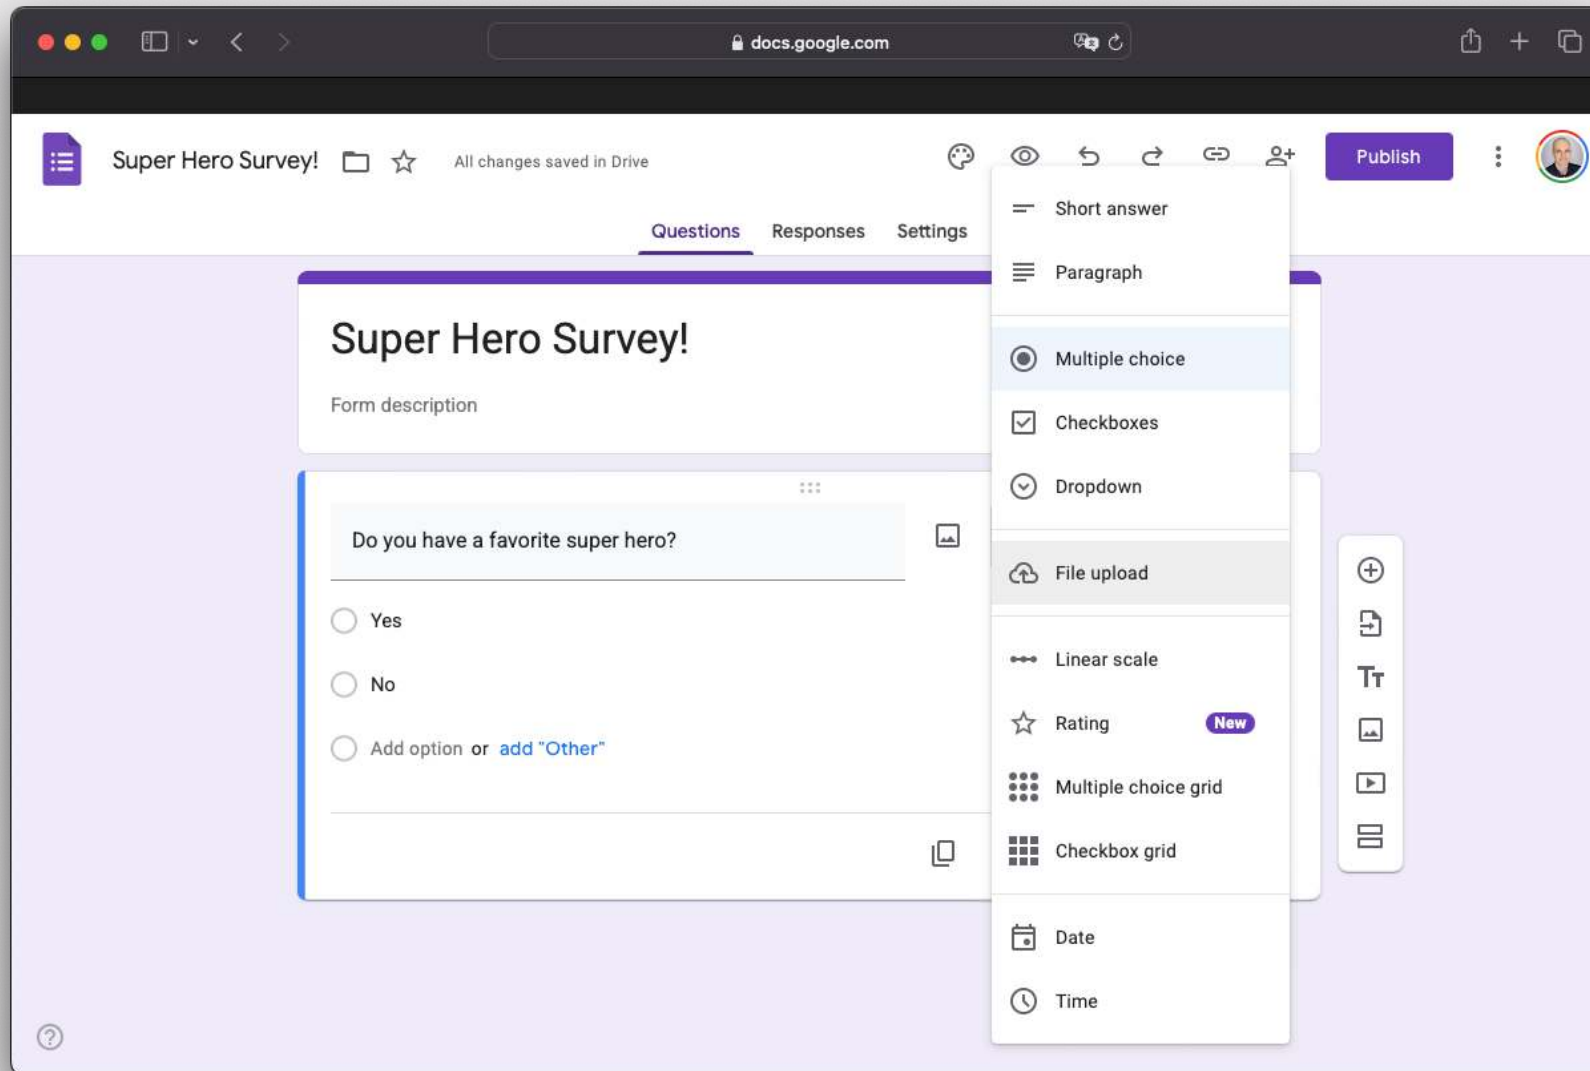 docs.google.com
Super Hero Survey!
All changes saved in Drive
Publish
Questions Responses Settings
Super Hero Survey!
Form description
Do you have a favorite super hero?
Yes
No
Add option or add "Other"
Short answer
Paragraph
Multiple choice
Checkboxes
Dropdown
File upload
Linear scale
Rating New
Multiple choice grid
Checkbox grid
Date
Time